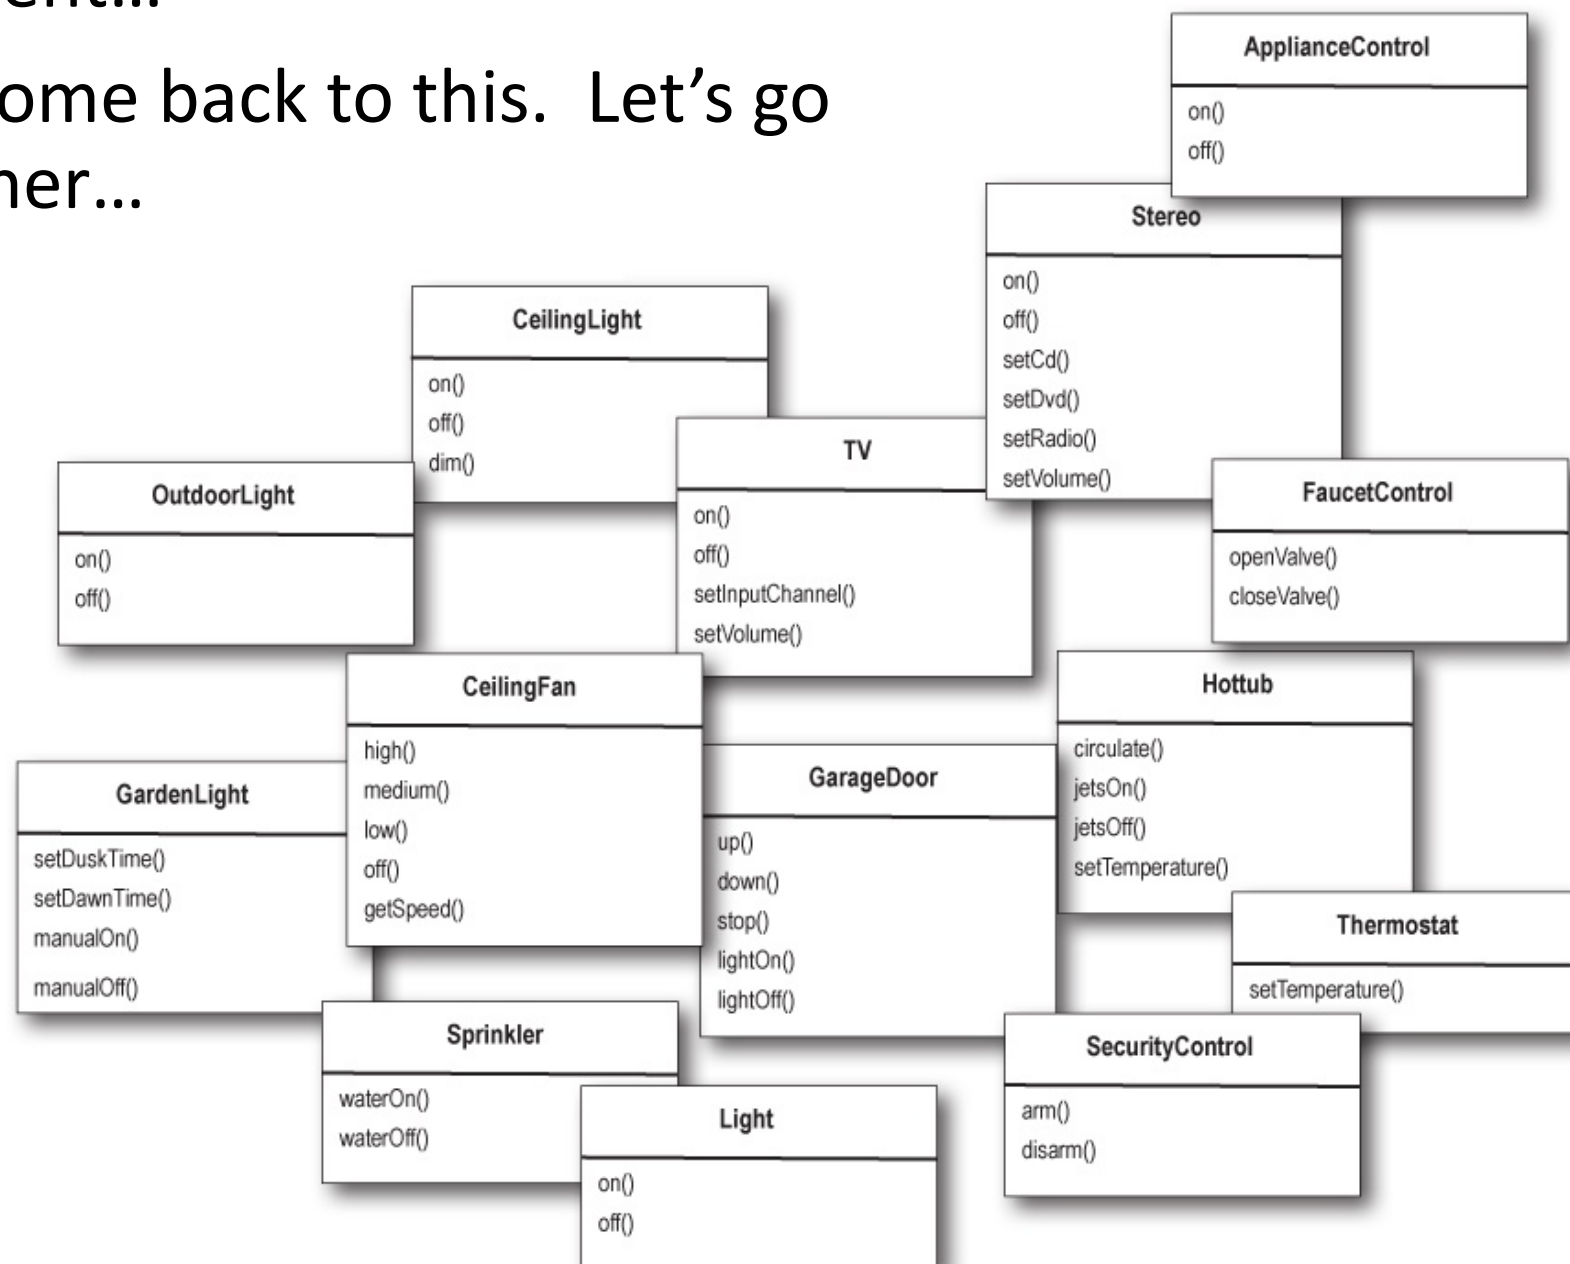 ent…
ome back to this.  Let’s go
ner…
ApplianceControl
on()
off()
Stereo
on()
off()
setCd()
setDvd()
setRadio()
setVolume()
CeilingLight
on()
off()
dim()
TV
on()
off()
setInputChannel()
setVolume()
OutdoorLight
on()
off()
FaucetControl
openValve()
closeValve()
CeilingFan
high()
medium()
low()
off()
getSpeed()
Hottub
circulate()
jetsOn()
jetsOff()
setTemperature()
GardenLight
setDuskTime()
setDawnTime()
manualOn()
manualOff()
GarageDoor
up()
down()
stop()
lightOn()
lightOff()
Thermostat
setTemperature()
Sprinkler
waterOn()
waterOff()
SecurityControl
arm()
disarm()
Light
on()
off()